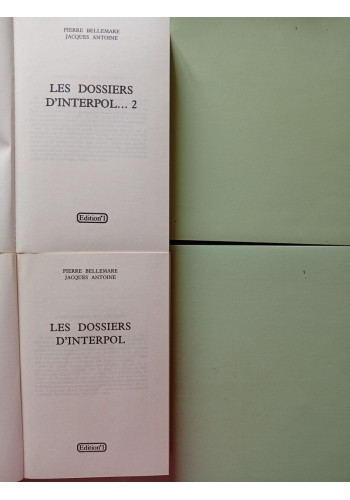 PIERRE BELLEMARE
JACQUES ANTOINE
LES DOSSIERS
D'INTERPOL... 2
Edition°1
PIERRE BELLEMARE
JACQUES ANTOINE
LES DOSSIERS
D'INTERPOL
Edition°1